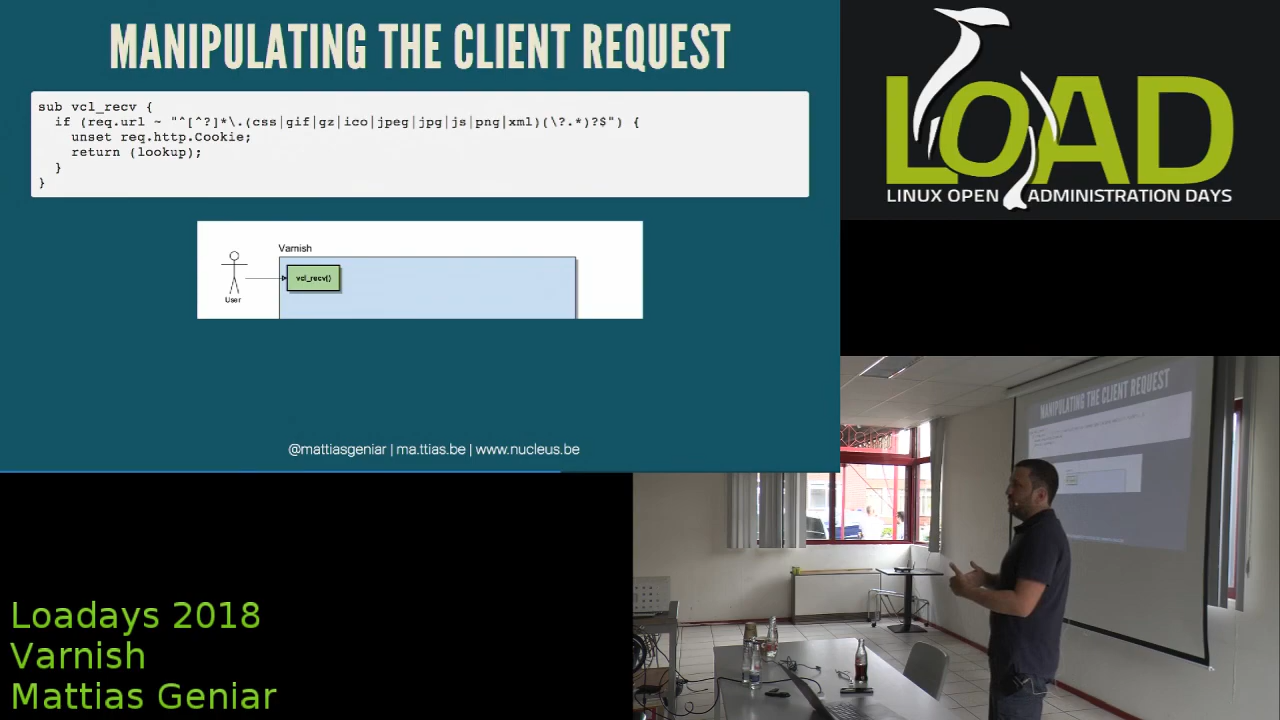 MANIPULATING THE CLIENT REQUEST
sub vcl_recv {
if (req.url ~ "^[^?]*\.(css|gif|gz|ico|jpeg|jpg|js|png|xml)(\?.*)?$") {
unset req.http.Cookie;
return (lookup);
}
}
Varnish
vcl_recv()
User
@mattiasgeniar | ma.ttias.be | www.nucleus.be
LOAD
LINUX OPEN ADMINISTRATION DAYS
MANIPULATING THE CLIENT REQUEST
Loadays 2018
Varnish
Mattias Geniar